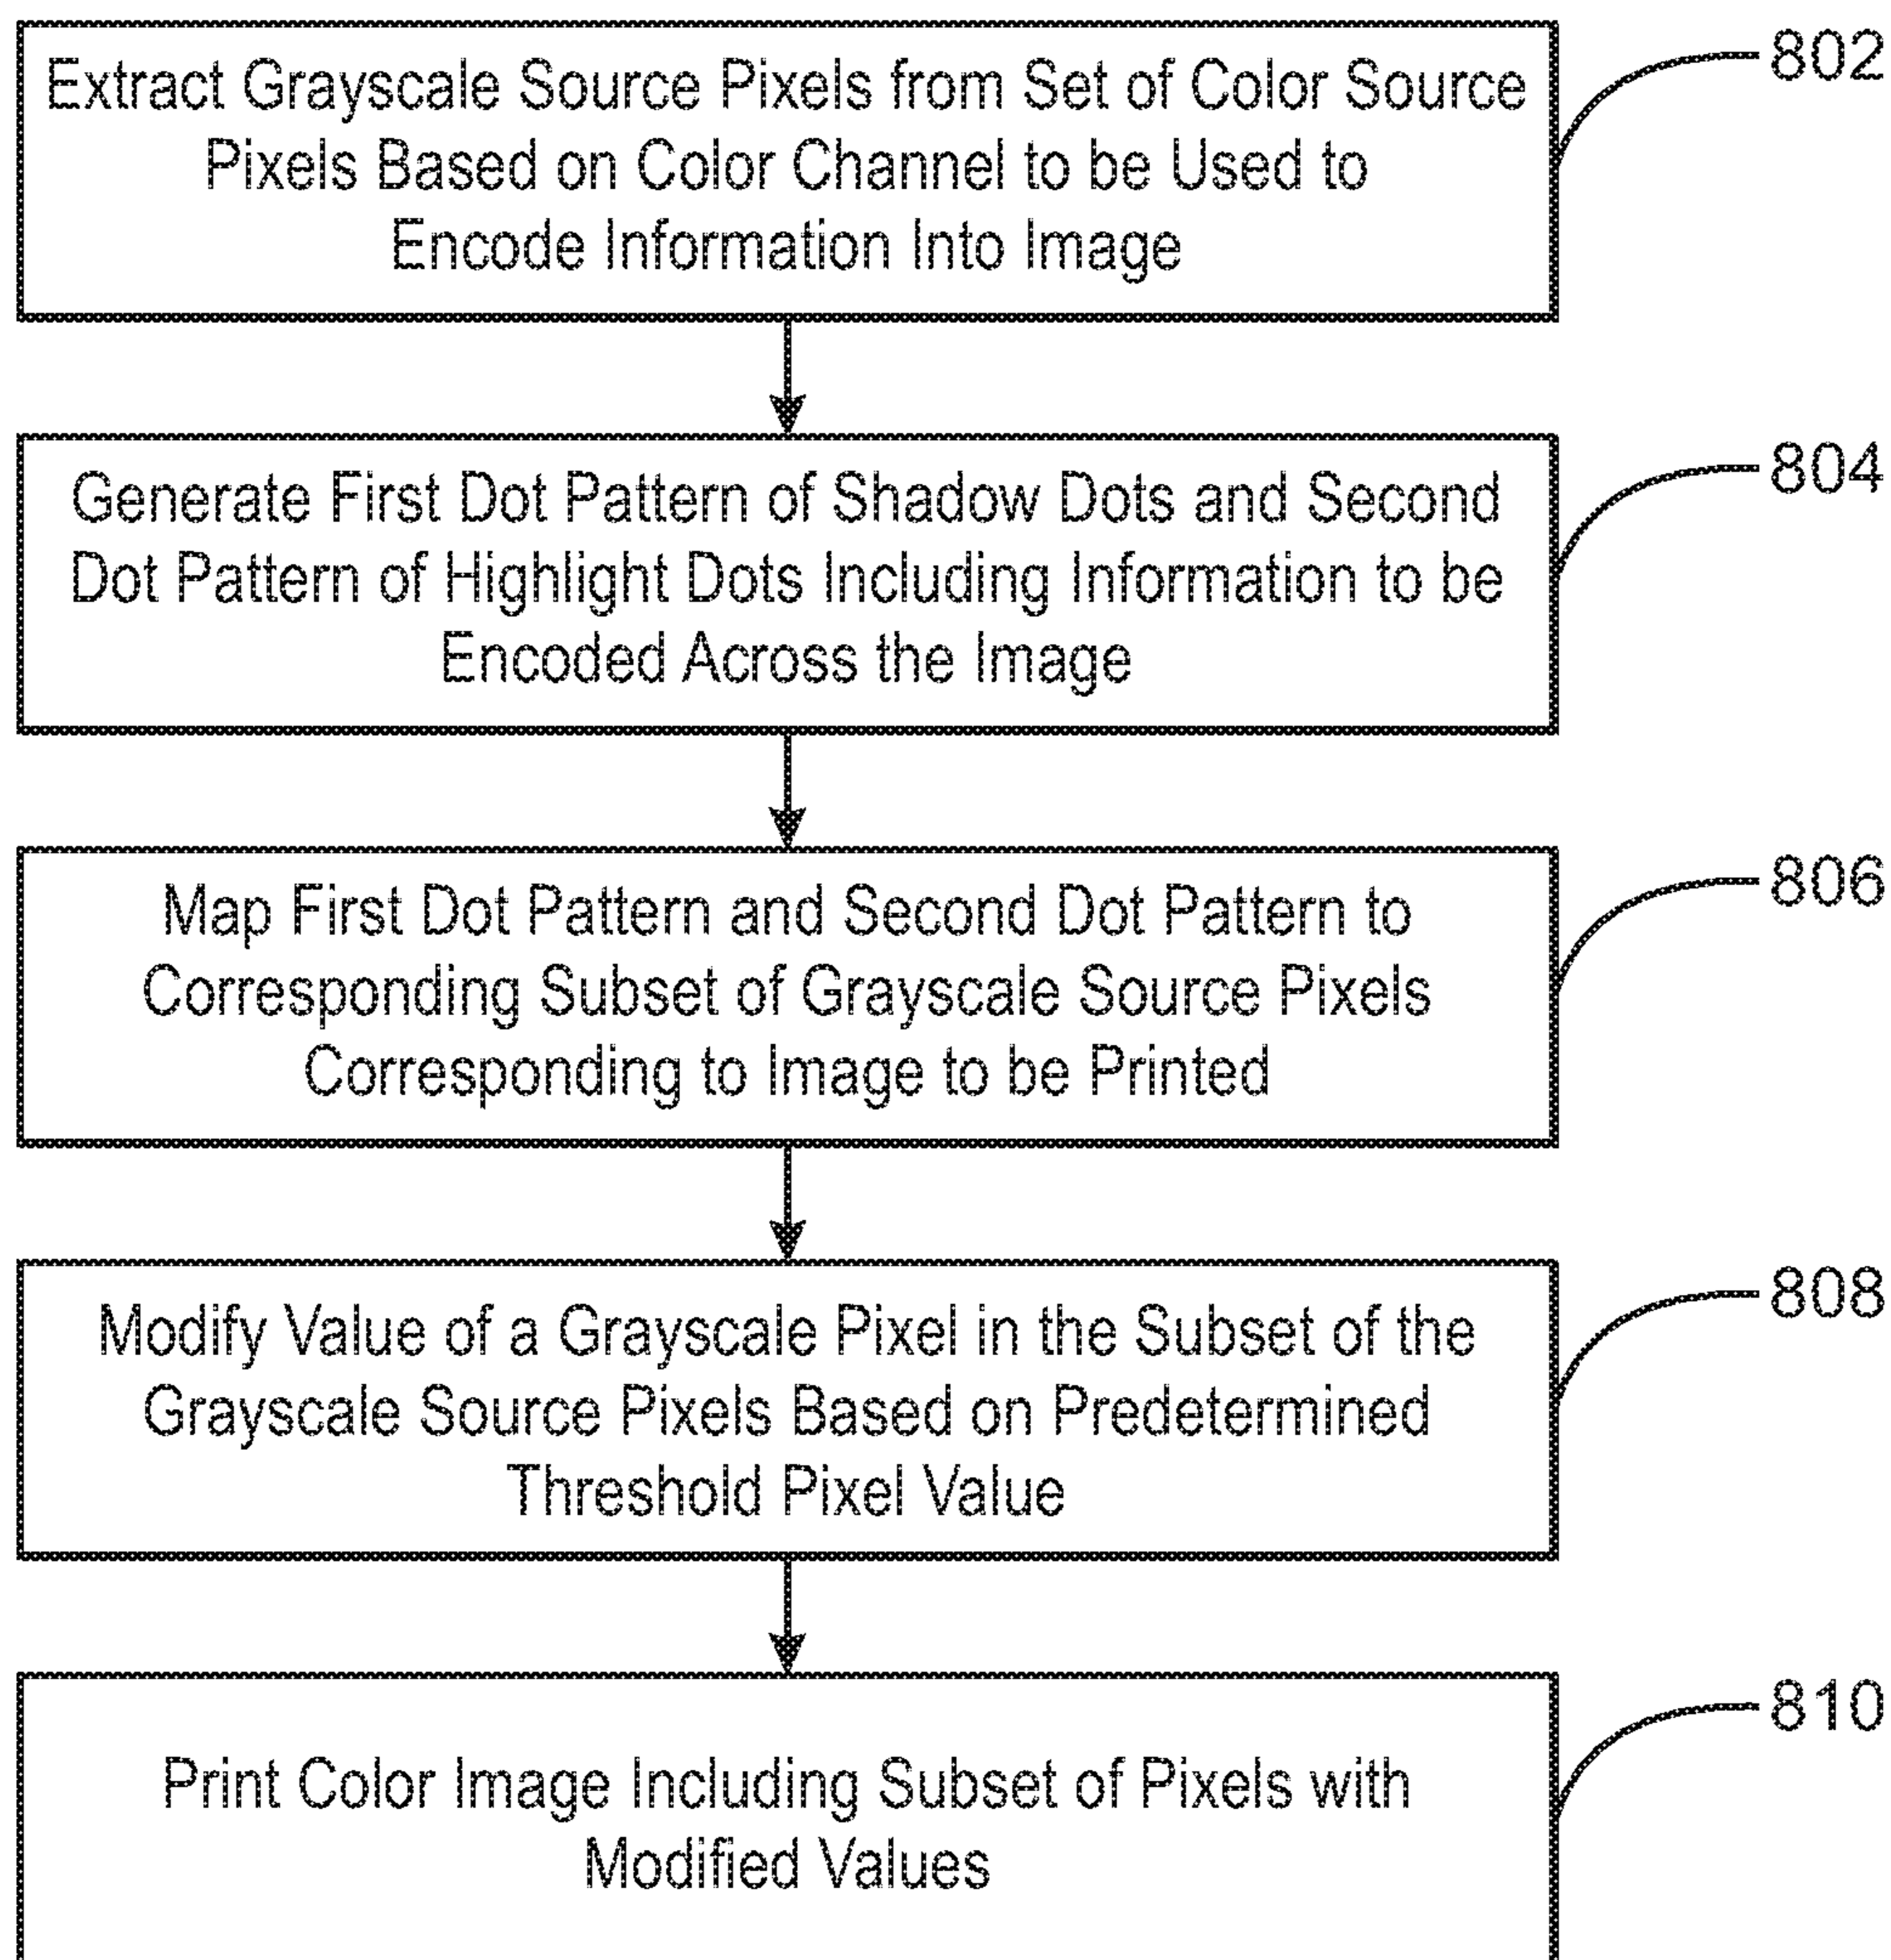 Extract Grayscale Source Pixels from Set of Color Source
Pixels Based on Color Channel to be Used to
Encode Information Into Image
802
Generate First Dot Pattern of Shadow Dots and Second
Dot Pattern of Highlight Dots Including Information to be
Encoded Across the Image
804
Map First Dot Pattern and Second Dot Pattern to
Corresponding Subset of Grayscale Source Pixels
Corresponding to Image to be Printed
806
Modify Value of a Grayscale Pixel in the Subset of the
Grayscale Source Pixels Based on Predetermined
Threshold Pixel Value
808
Print Color Image Including Subset of Pixels with
Modified Values
810